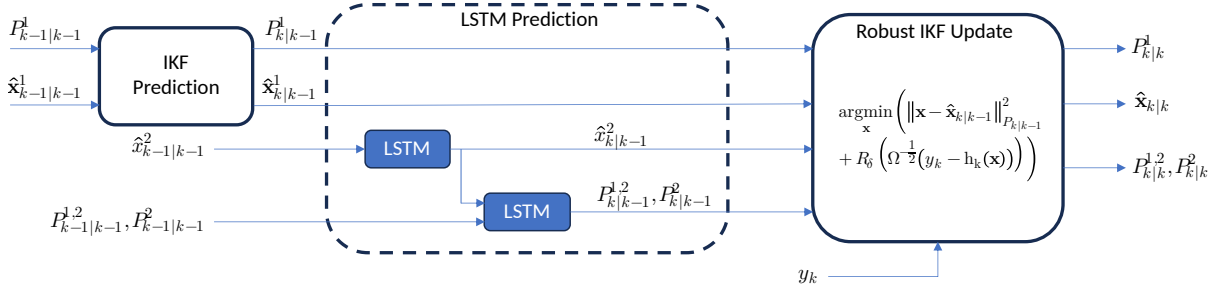 P^1_{k-1|k-1}
x̂^1_{k-1|k-1}
IKF
Prediction
P^1_{k|k-1}
x̂^1_{k|k-1}
LSTM Prediction
x̂^2_{k-1|k-1}
LSTM
x̂^2_{k|k-1}
P^{1,2}_{k-1|k-1}, P^2_{k-1|k-1}
LSTM
P^{1,2}_{k|k-1}, P^2_{k|k-1}
Robust IKF Update
argmin_x ( ‖x − x̂_{k|k-1}‖^2_{P_{k|k-1}}
+ R_δ ( Ω^{-1/2} (y_k − h_k(x)) ) )
y_k
P^1_{k|k}
x̂_{k|k}
P^{1,2}_{k|k}, P^2_{k|k}